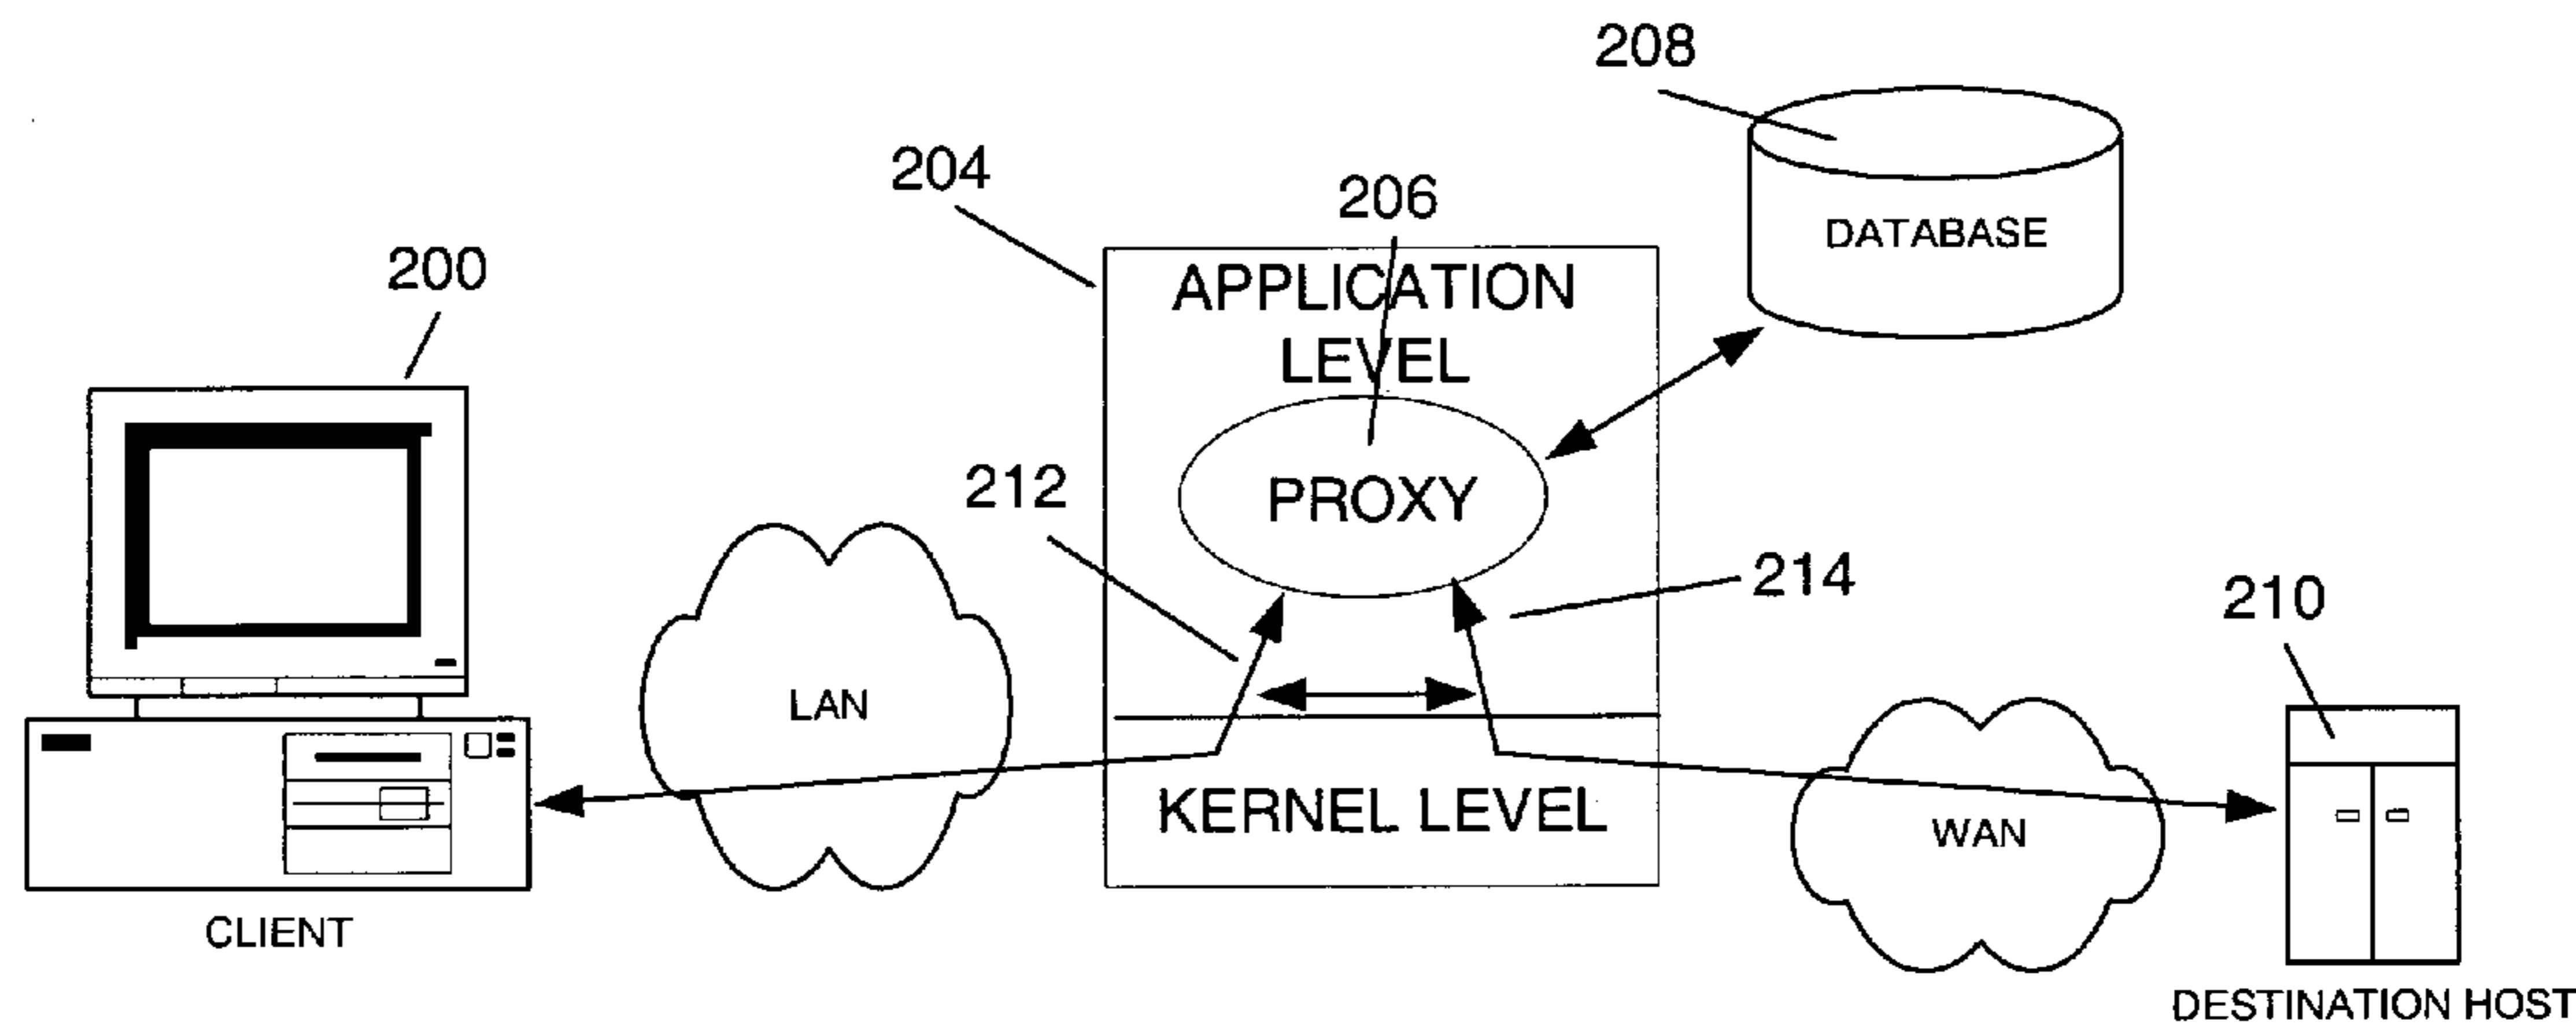 208
204
206
DATABASE
200
APPLICATION
LEVEL
212
PROXY
214
210
LAN
KERNEL LEVEL
WAN
CLIENT
DESTINATION HOST